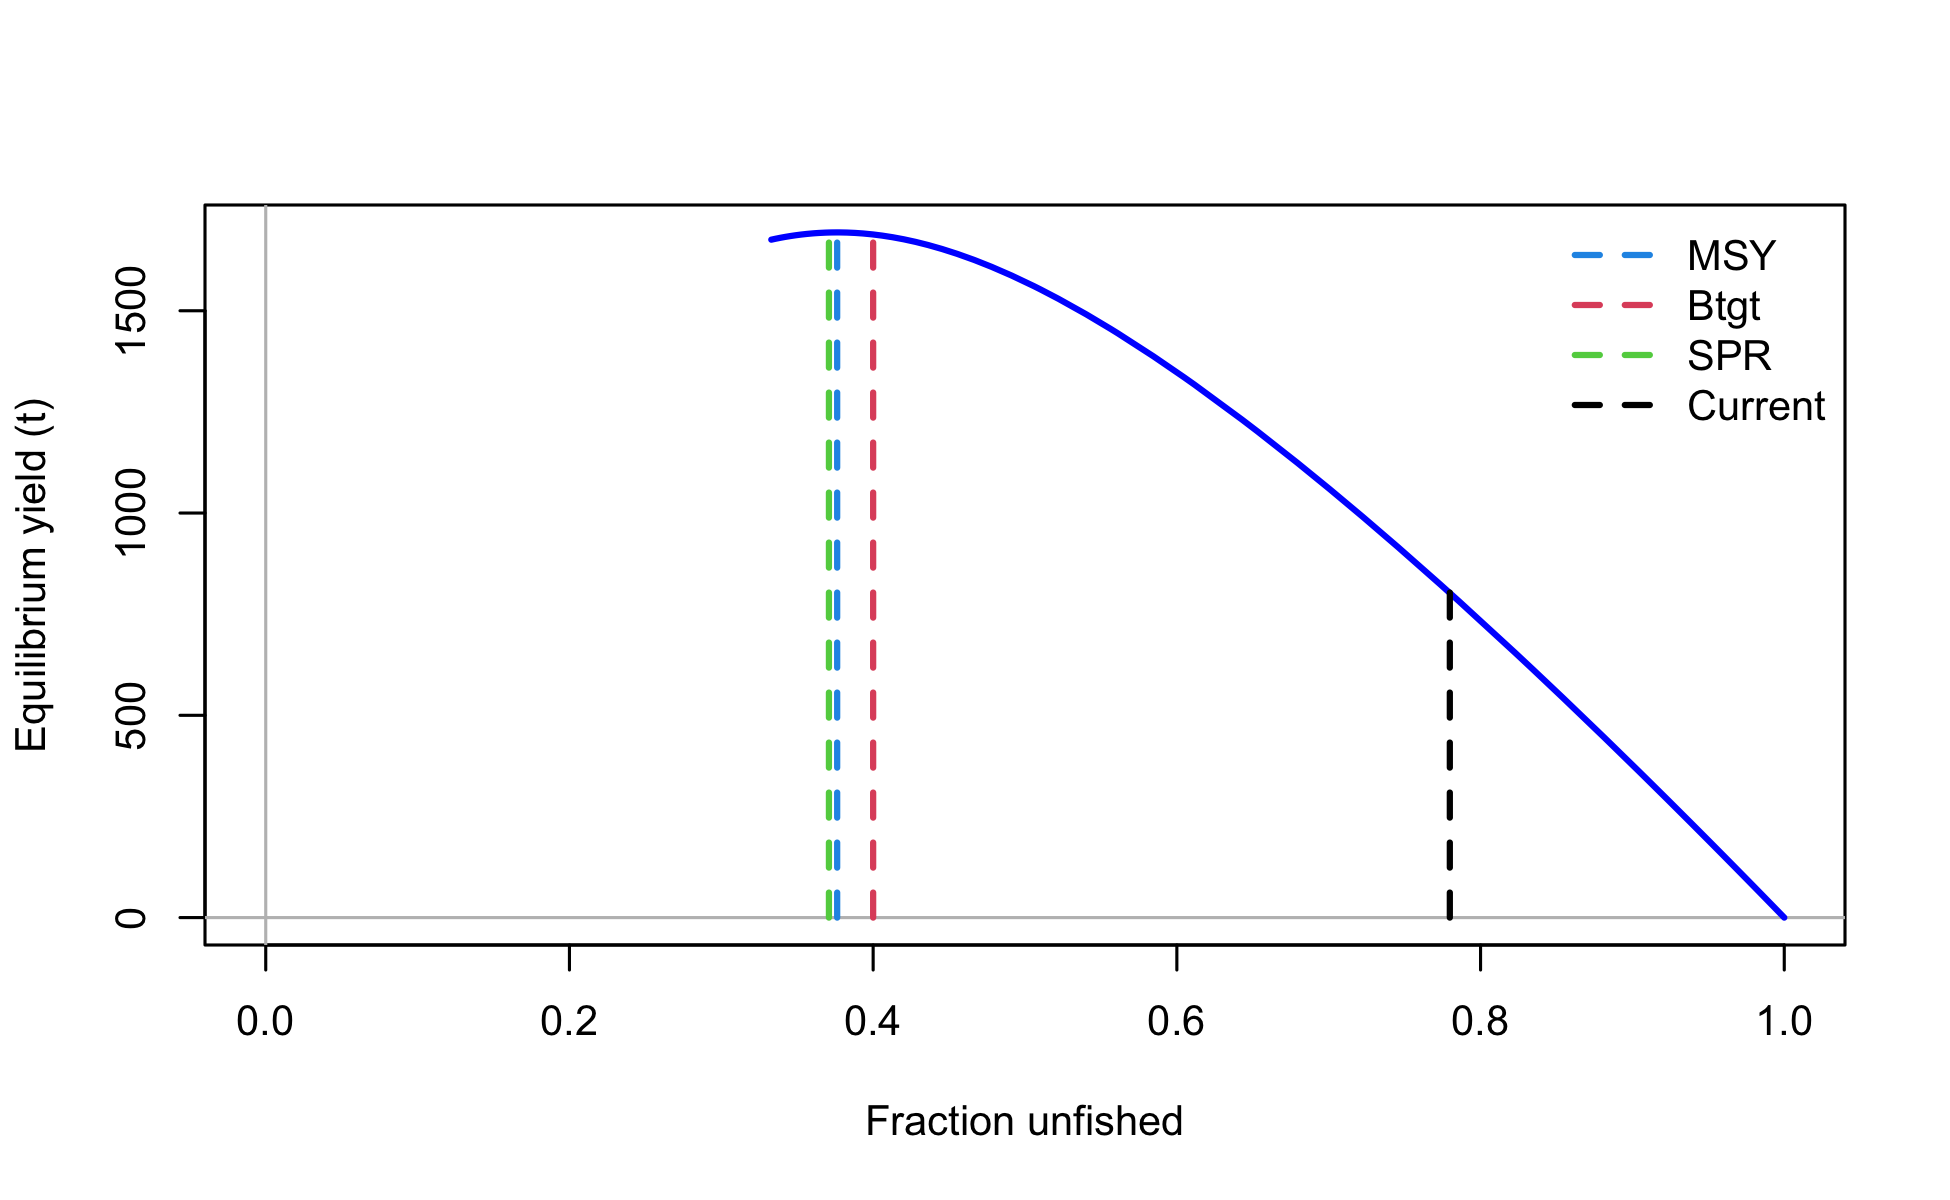 MSY
Btgt
SPR
Current
Equilibrium yield (t)
1500
1000
500
0
0.0 0.2 0.4 0.6 0.8 1.0
Fraction unfished